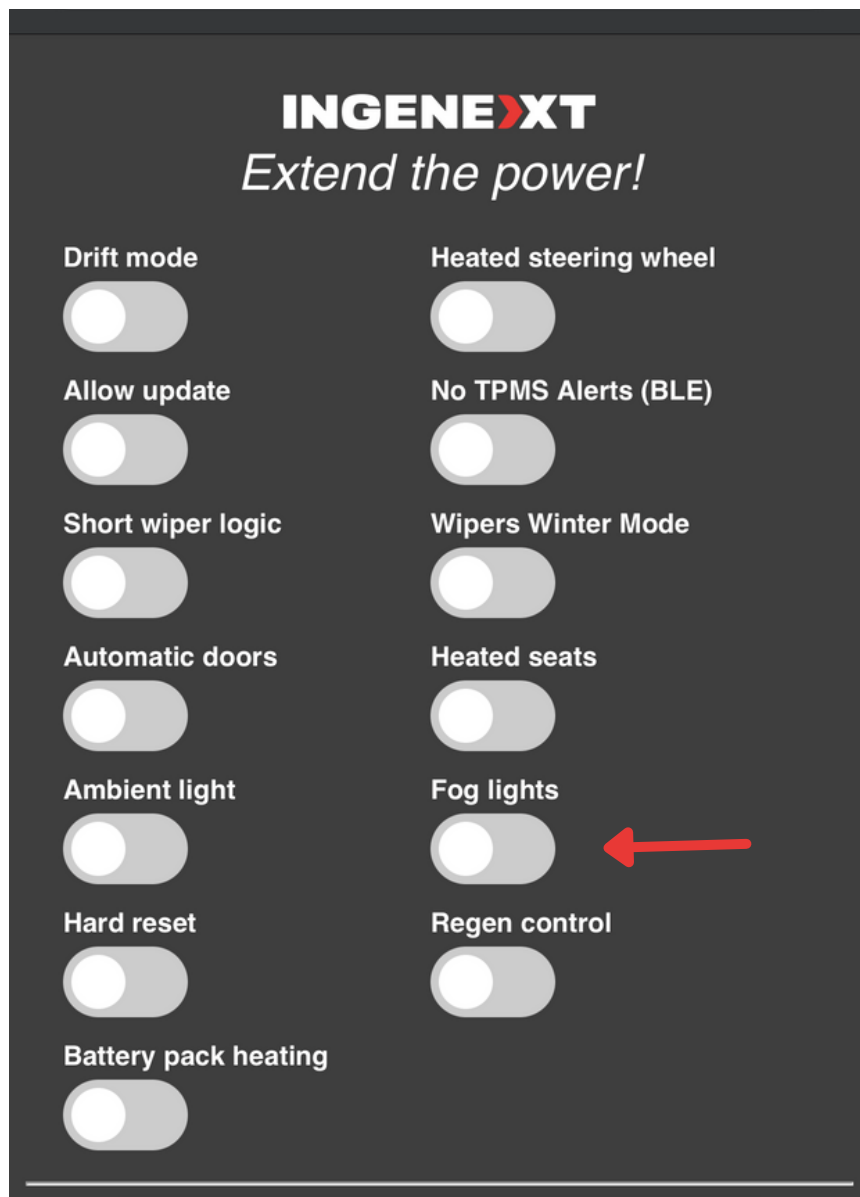 INGENEXT
Extend the power!
Drift mode
Heated steering wheel
Allow update
No TPMS Alerts (BLE)
Short wiper logic
Wipers Winter Mode
Automatic doors
Heated seats
Ambient light
Fog lights
Hard reset
Regen control
Battery pack heating